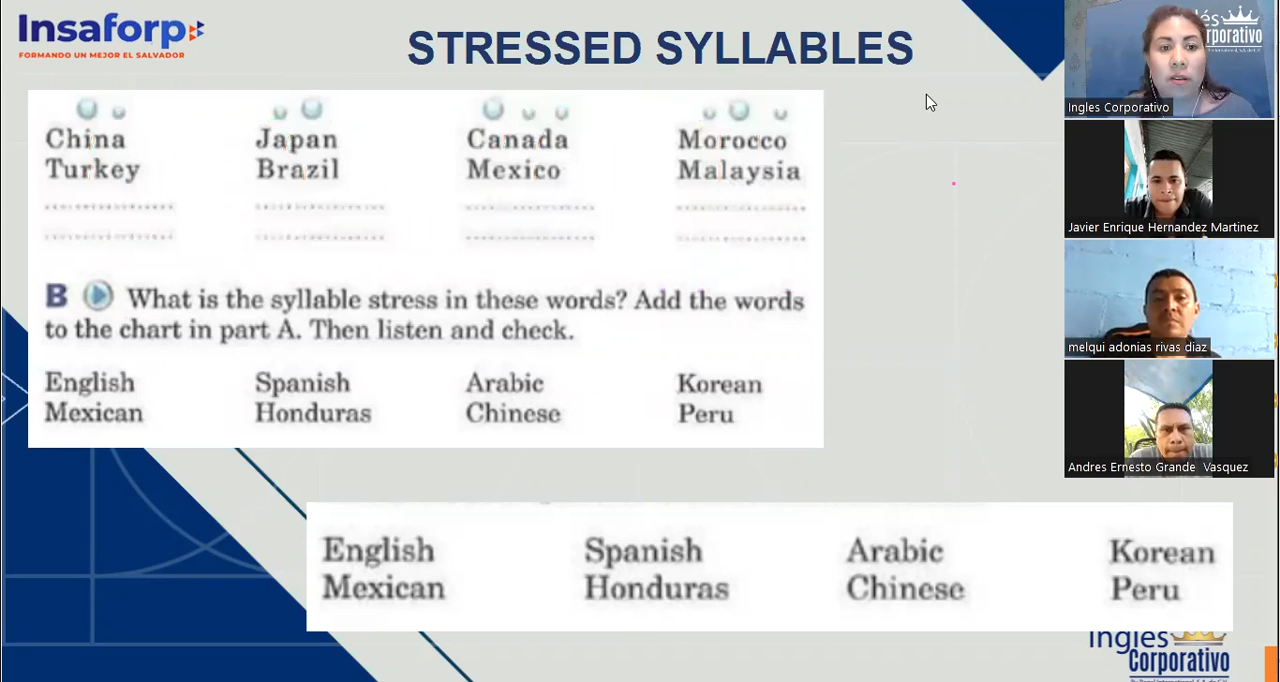 Insaforp
FORMANDO UN MEJOR EL SALVADOR
STRESSED SYLLABLES
China Japan Canada Morocco
Turkey Brazil Mexico Malaysia
B What is the syllable stress in these words? Add the words
to the chart in part A. Then listen and check.
English Spanish Arabic Korean
Mexican Honduras Chinese Peru
English Spanish Arabic Korean
Mexican Honduras Chinese Peru
Inglés
Corporativo
Corporativo
Ingles Corporativo
Javier Enrique Hernandez Martinez
melqui adonias rivas diaz
Andres Ernesto Grande Vasquez